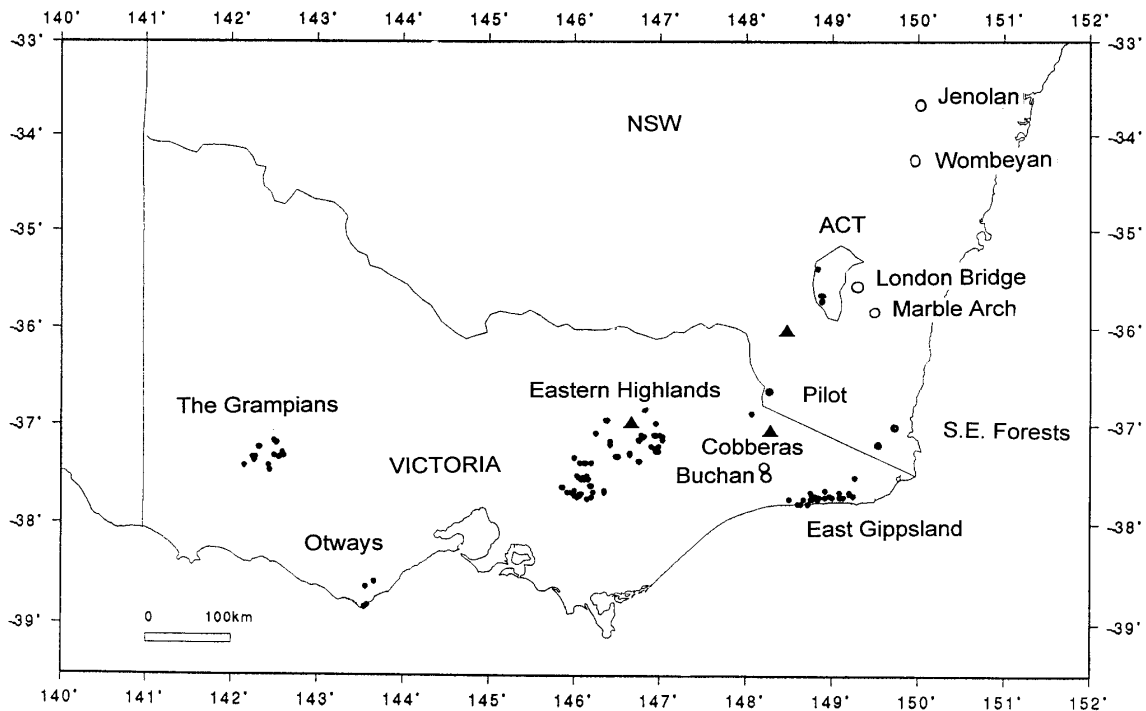 140° 141° 142° 143° 144° 145° 146° 147° 148° 149° 150° 151° 152°
-33° -33°
Jenolan
NSW
-34° -34°
Wombeyan
ACT
-35° -35°
London Bridge
Marble Arch
-36° -36°
Eastern Highlands Pilot
The Grampians
-37° -37°
S.E. Forests
Cobberas
VICTORIA
Buchan
-38° -38°
East Gippsland
Otways
0 100km
-39° -39°
140° 141° 142° 143° 144° 145° 146° 147° 148° 149° 150° 151° 152°